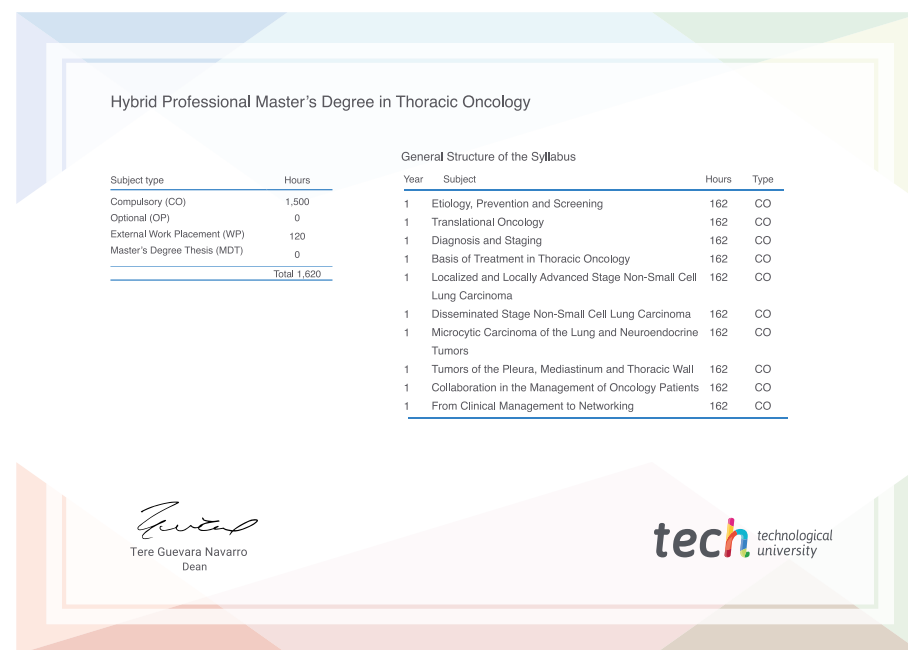 Hybrid Professional Master's Degree in Thoracic Oncology
General Structure of the Syllabus
Subject type Hours
Compulsory (CO) 1,500
Optional (OP) 0
External Work Placement (WP) 120
Master's Degree Thesis (MDT) 0
Total 1,620
Year Subject Hours Type
1 Etiology, Prevention and Screening 162 CO
1 Translational Oncology 162 CO
1 Diagnosis and Staging 162 CO
1 Basis of Treatment in Thoracic Oncology 162 CO
1 Localized and Locally Advanced Stage Non-Small Cell 162 CO
Lung Carcinoma
1 Disseminated Stage Non-Small Cell Lung Carcinoma 162 CO
1 Microcytic Carcinoma of the Lung and Neuroendocrine 162 CO
Tumors
1 Tumors of the Pleura, Mediastinum and Thoracic Wall 162 CO
1 Collaboration in the Management of Oncology Patients 162 CO
1 From Clinical Management to Networking 162 CO
Tere Guevara Navarro
Dean
tech technological
university